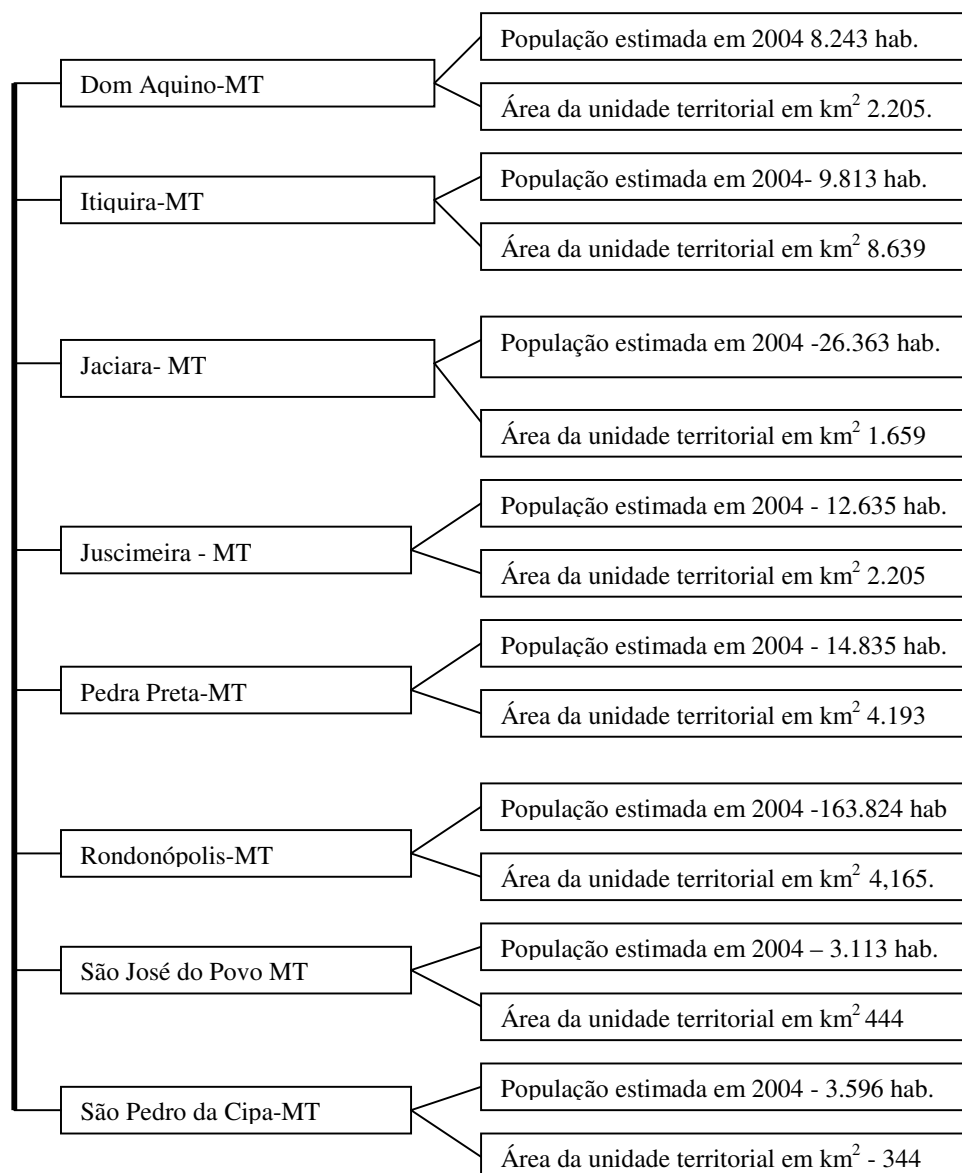 População estimada em 2004 8.243 hab.
Dom Aquino-MT
Área da unidade territorial em km² 2.205.
População estimada em 2004- 9.813 hab.
Itiquira-MT
Área da unidade territorial em km² 8.639
População estimada em 2004 -26.363 hab.
Jaciara- MT
Área da unidade territorial em km² 1.659
População estimada em 2004 - 12.635 hab.
Juscimeira - MT
Área da unidade territorial em km² 2.205
População estimada em 2004 - 14.835 hab.
Pedra Preta-MT
Área da unidade territorial em km² 4.193
População estimada em 2004 -163.824 hab
Rondonópolis-MT
Área da unidade territorial em km² 4,165.
População estimada em 2004 – 3.113 hab.
São José do Povo MT
Área da unidade territorial em km² 444
População estimada em 2004 - 3.596 hab.
São Pedro da Cipa-MT
Área da unidade territorial em km² - 344